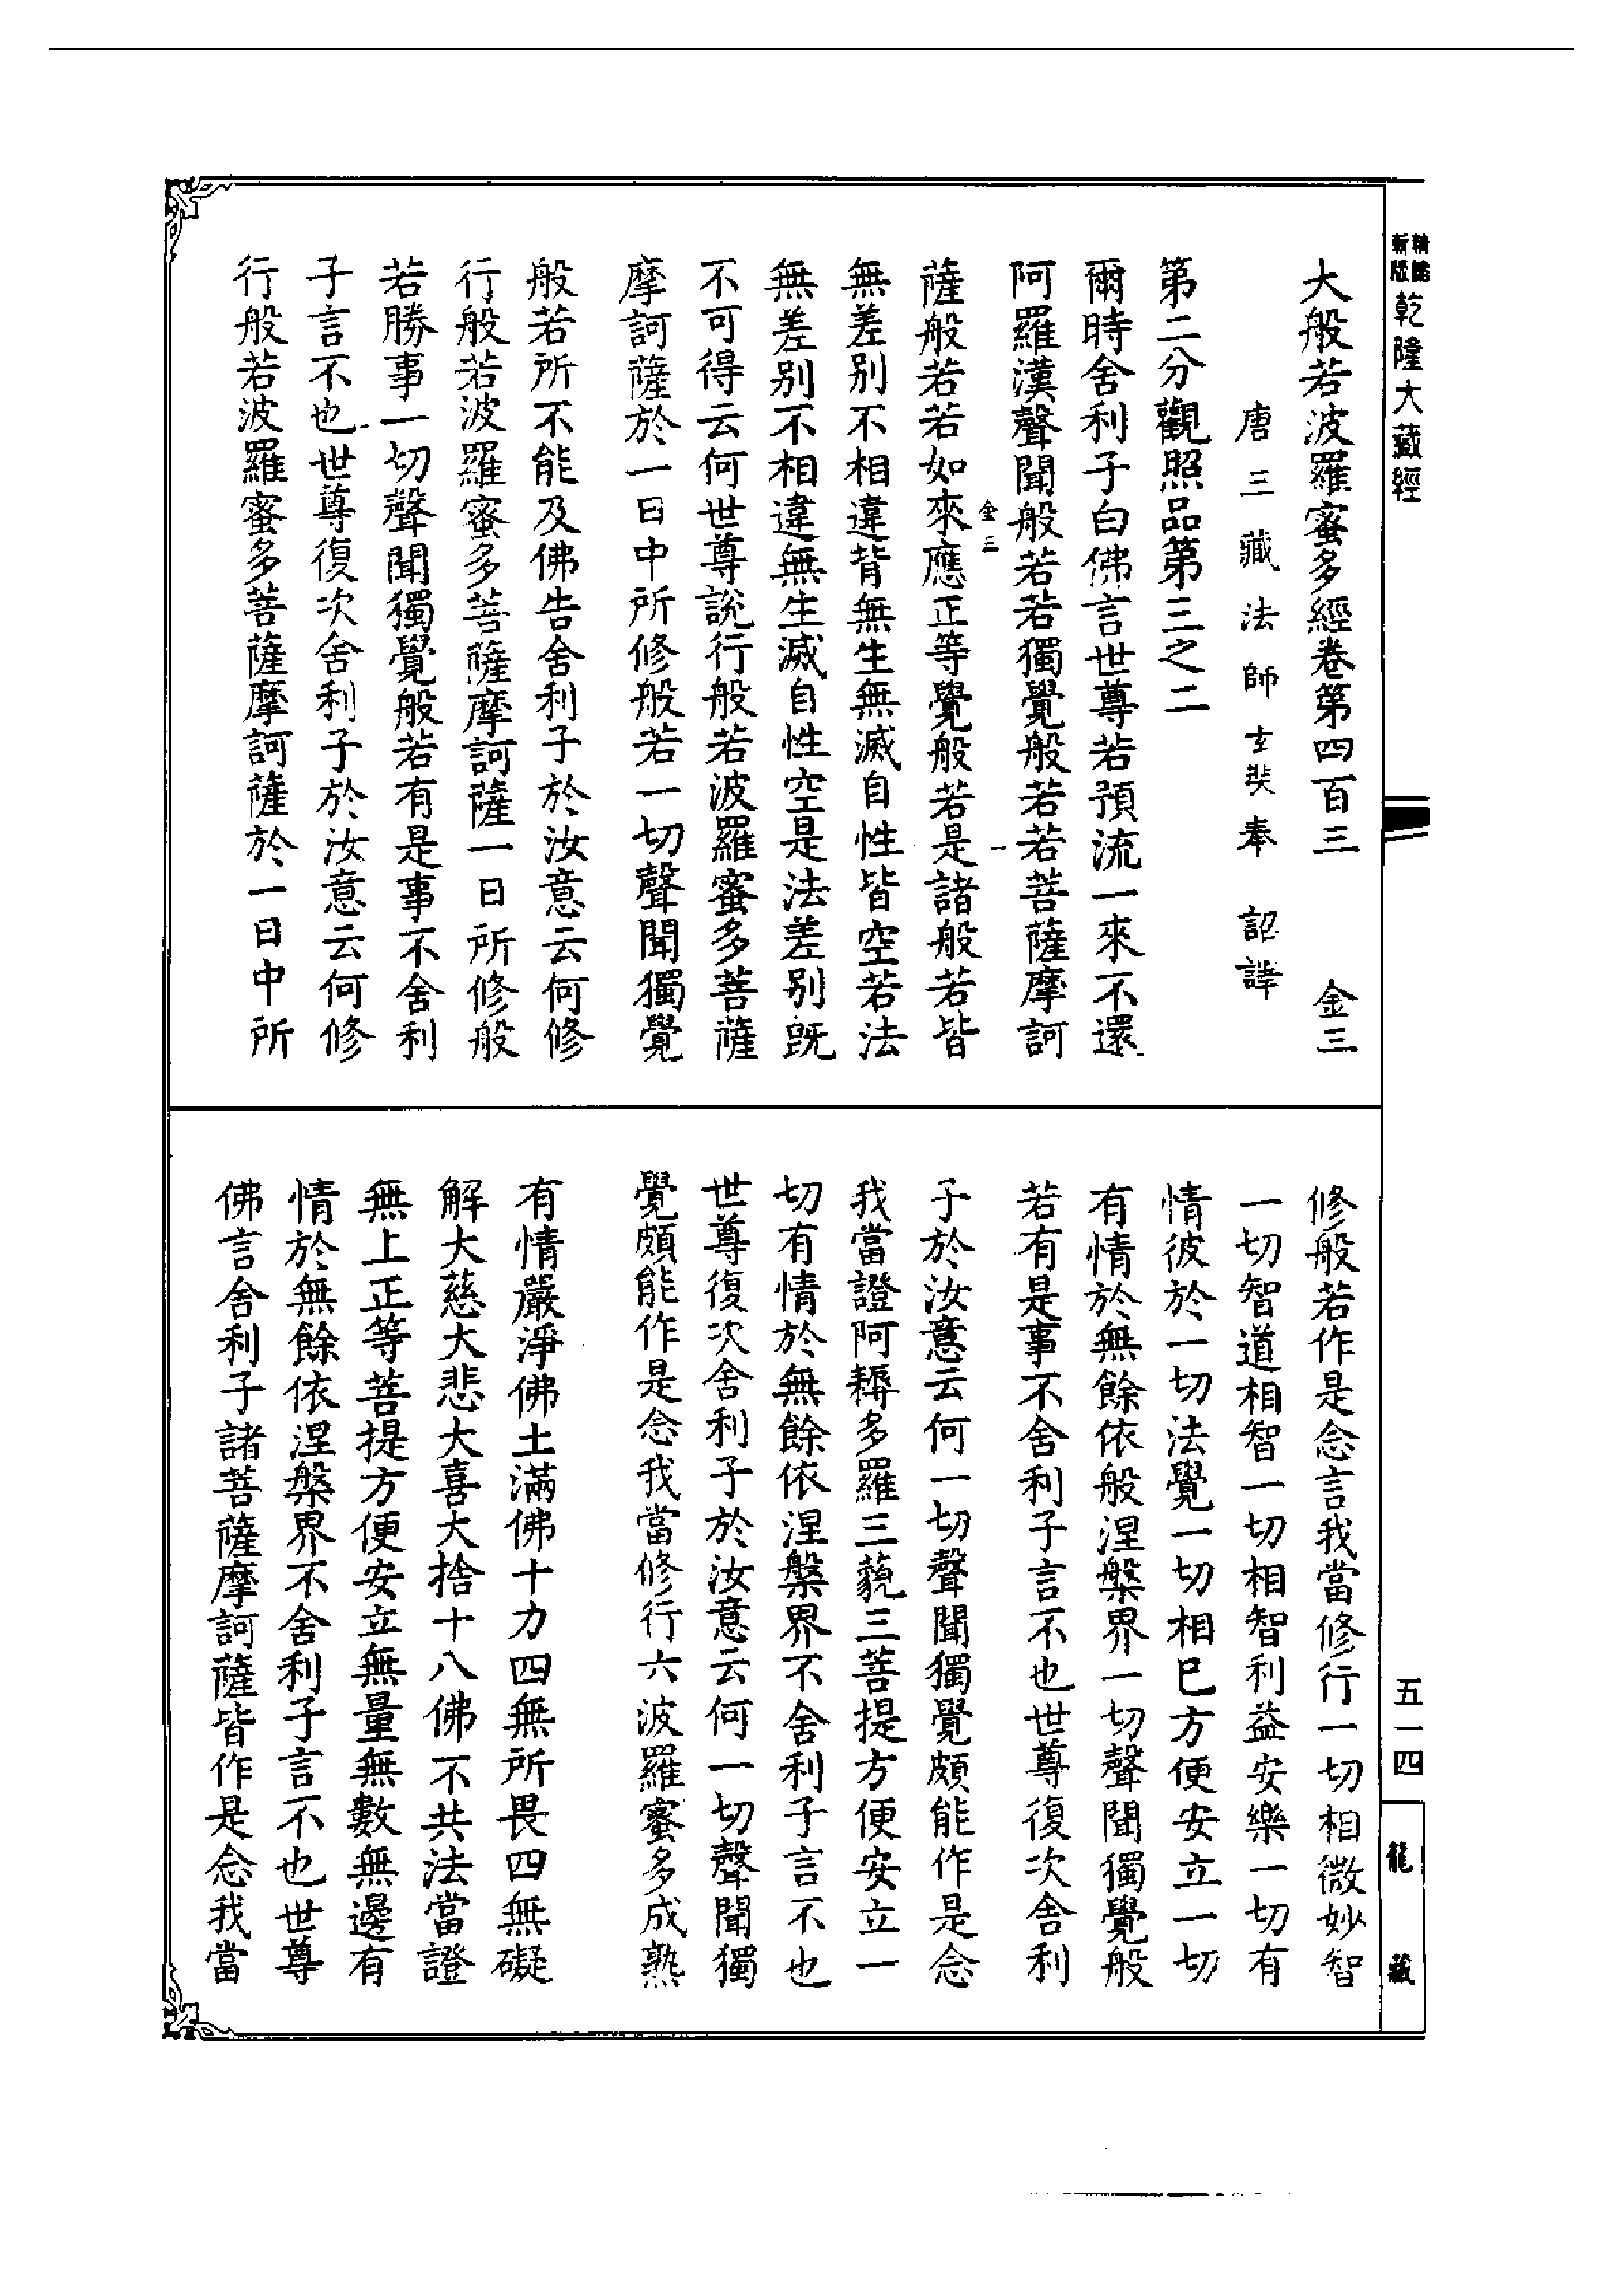 精縮新版 乾隆大藏經
大般若波羅蜜多經卷第四百三 金三
唐三藏法師玄奘奉 詔譯
第二分觀照品第三之二
爾時舍利子白佛言世尊若預流一來不還
阿羅漢聲聞般若若獨覺般若若菩薩摩訶
金三
薩般若若如來應正等覺般若是諸般若皆
無差別不相違背無生無滅自性皆空若法
無差別不相違無生滅自性空是法差別既
不可得云何世尊說行般若波羅蜜多菩薩
摩訶薩於一日中所修般若一切聲聞獨覺
般若所不能及佛告舍利子於汝意云何修
行般若波羅蜜多菩薩摩訶薩一日所修般
若勝事一切聲聞獨覺般若有是事不舍利
子言不也世尊復次舍利子於汝意云何修
行般若波羅蜜多菩薩摩訶薩於一日中所
修般若作是念言我當修行一切相微妙智
一切智道相智一切相智利益安樂一切有
情彼於一切法覺一切相已方便安立一切
有情於無餘依般涅槃界一切聲聞獨覺般
若有是事不舍利子言不也世尊復次舍利
子於汝意云何一切聲聞獨覺頗能作是念
我當證阿耨多羅三藐三菩提方便安立一
切有情於無餘依涅槃界不舍利子言不也
世尊復次舍利子於汝意云何一切聲聞獨
覺頗能作是念我當修行六波羅蜜多成熟
有情嚴淨佛土滿佛十力四無所畏四無礙
解大慈大悲大喜大捨十八佛不共法當證
無上正等菩提方便安立無量無數無邊有
情於無餘依涅槃界不舍利子言不也世尊
佛言舍利子諸菩薩摩訶薩皆作是念我當
五一四
龍藏